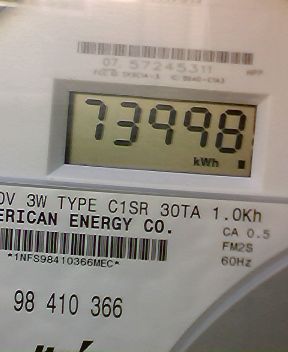 07 57245311
73998
kWh
0V 3W TYPE C1SR 30TA 1.0Kh
ERICAN ENERGY CO.
CA 0.5
FM2S
*1NFS98410366MEC*
60Hz
98 410 366